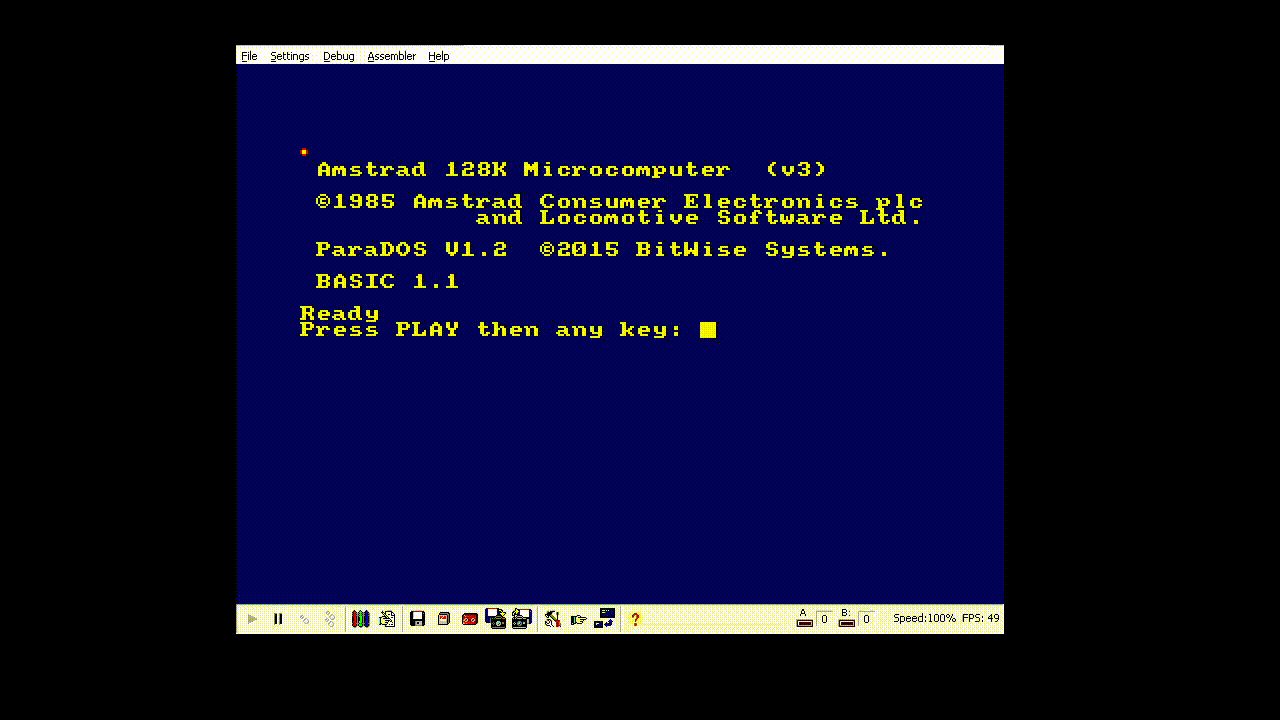 File Settings Debug Assembler Help
Amstrad 128K Microcomputer (v3)
©1985 Amstrad Consumer Electronics plc
and Locomotive Software Ltd.
ParaDOS V1.2 ©2015 BitWise Systems.
BASIC 1.1
Ready
Press PLAY then any key:
A 0 B: 0 Speed:100% FPS: 49